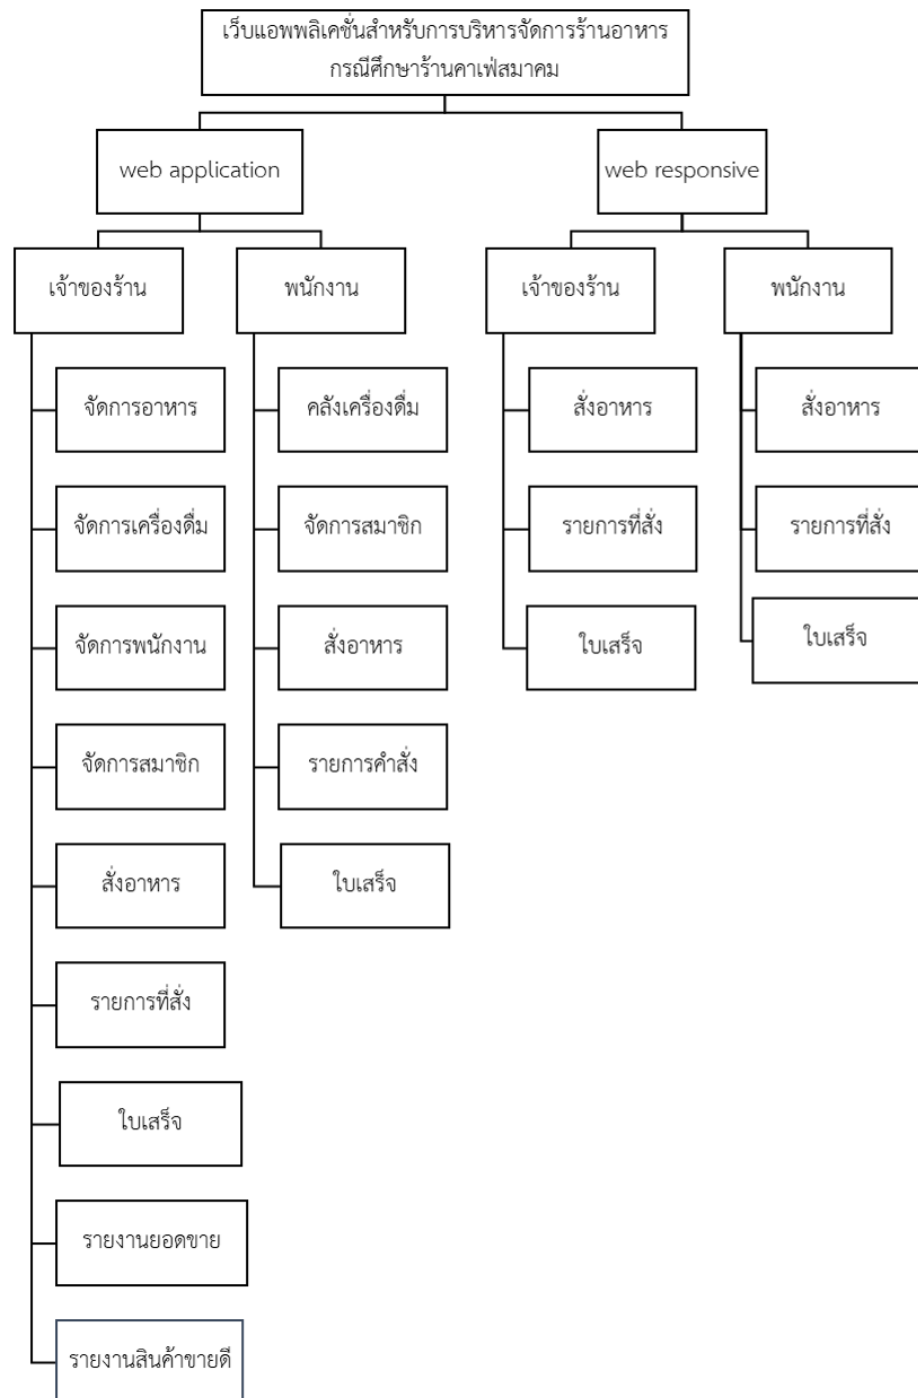 เว็บแอพพลิเคชั่นสำหรับการบริหารจัดการร้านอาหาร
กรณีศึกษาร้านคาเฟ่สมาคม
web application
web responsive
เจ้าของร้าน
พนักงาน
เจ้าของร้าน
พนักงาน
จัดการอาหาร
คลังเครื่องดื่ม
สั่งอาหาร
สั่งอาหาร
จัดการเครื่องดื่ม
จัดการสมาชิก
รายการที่สั่ง
รายการที่สั่ง
จัดการพนักงาน
สั่งอาหาร
ใบเสร็จ
ใบเสร็จ
จัดการสมาชิก
รายการคำสั่ง
สั่งอาหาร
ใบเสร็จ
รายการที่สั่ง
ใบเสร็จ
รายงานยอดขาย
รายงานสินค้าขายดี